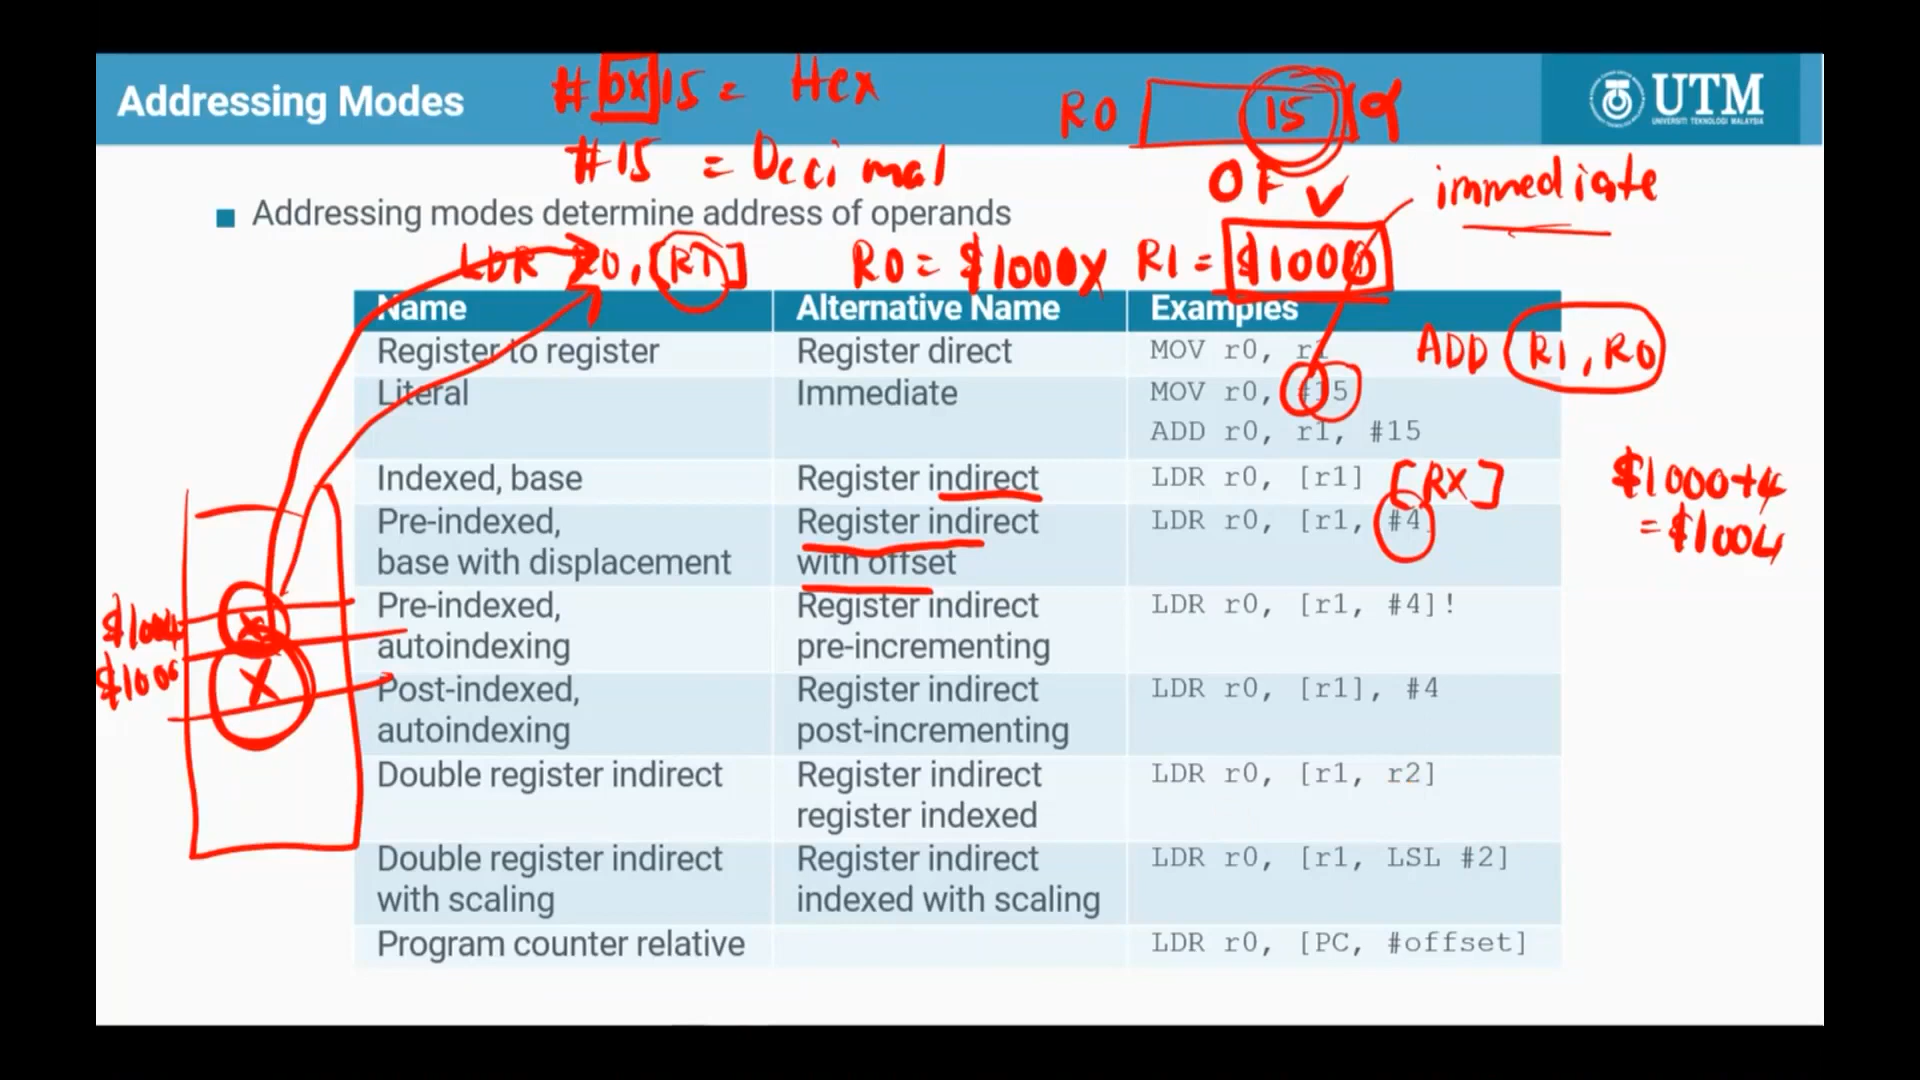 Addressing Modes
#0x15 = Hex
#15 = Decimal
R0 15
0F
immediate
UTM
UNIVERSITI TEKNOLOGI MALAYSIA
Addressing modes determine address of operands
LDR R0, [R1]
R0 = $1000 X
R1 = $1000
Name Alternative Name Examples
Register to register Register direct MOV r0, r1
ADD R1, R0
Literal Immediate MOV r0, #15
ADD r0, r1, #15
Indexed, base Register indirect LDR r0, [r1]
[RX]
$1000+4
= $1004
Pre-indexed, Register indirect LDR r0, [r1, #4
base with displacement with offset
Pre-indexed, Register indirect LDR r0, [r1, #4]!
autoindexing pre-incrementing
$1004
X
$1000
X
Post-indexed, Register indirect LDR r0, [r1], #4
autoindexing post-incrementing
Double register indirect Register indirect LDR r0, [r1, r2]
register indexed
Double register indirect Register indirect LDR r0, [r1, LSL #2]
with scaling indexed with scaling
Program counter relative LDR r0, [PC, #offset]